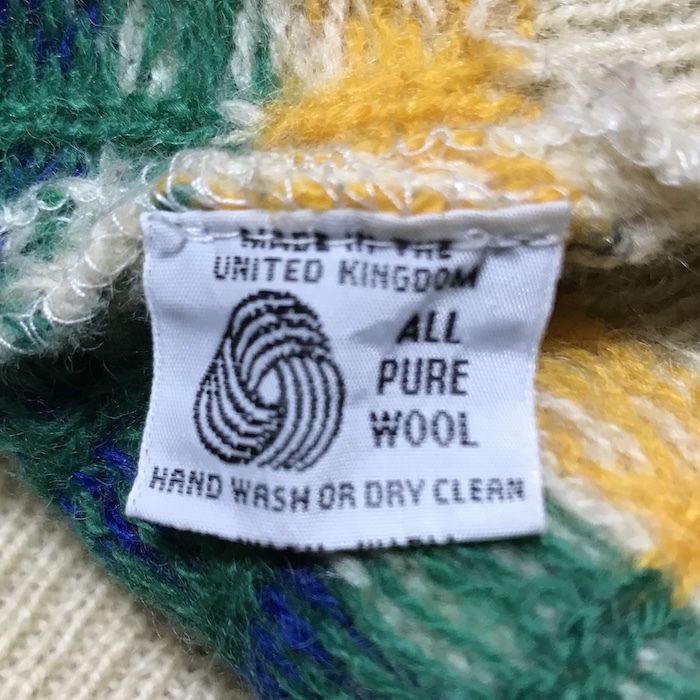 MADE IN THE
UNITED KINGDOM
ALL
PURE
WOOL
HAND WASH OR DRY CLEAN